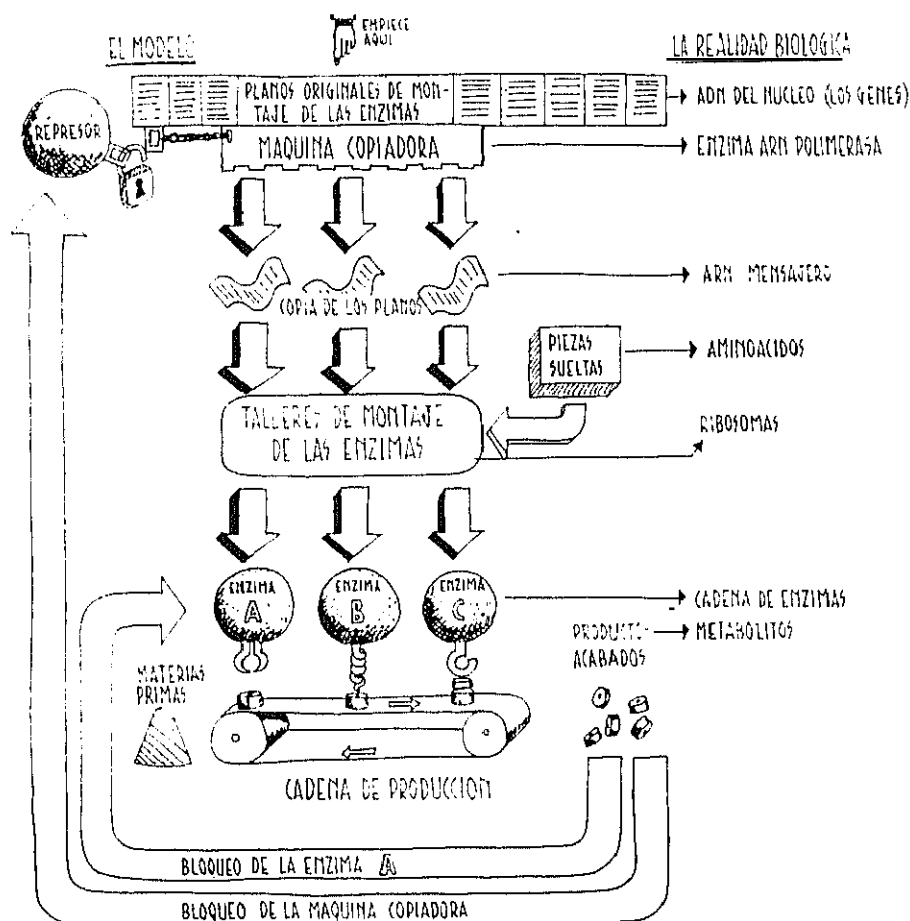 EMPIECE
AQUI
EL MODELO
LA REALIDAD BIOLOGICA
PLANOS ORIGINALES DE MON-
TAJE DE LAS ENZIMAS
ADN DEL NUCLEO (LOS GENES)
REPRESOR
MAQUINA COPIADORA
ENZIMA ARN POLIMERASA
ARN MENSAJERO
COPIA DE LOS PLANOS
PIEZAS
SUELTAS
AMINOACIDOS
TALLERES DE MONTAJE
DE LAS ENZIMAS
RIBOSOMAS
ENZIMA
A
ENZIMA
B
ENZIMA
C
CADENA DE ENZIMAS
PRODUCTO-
ACABADOS
METABOLITOS
MATERIAS
PRIMAS
CADENA DE PRODUCCION
BLOQUEO DE LA ENZIMA A
BLOQUEO DE LA MAQUINA COPIADORA